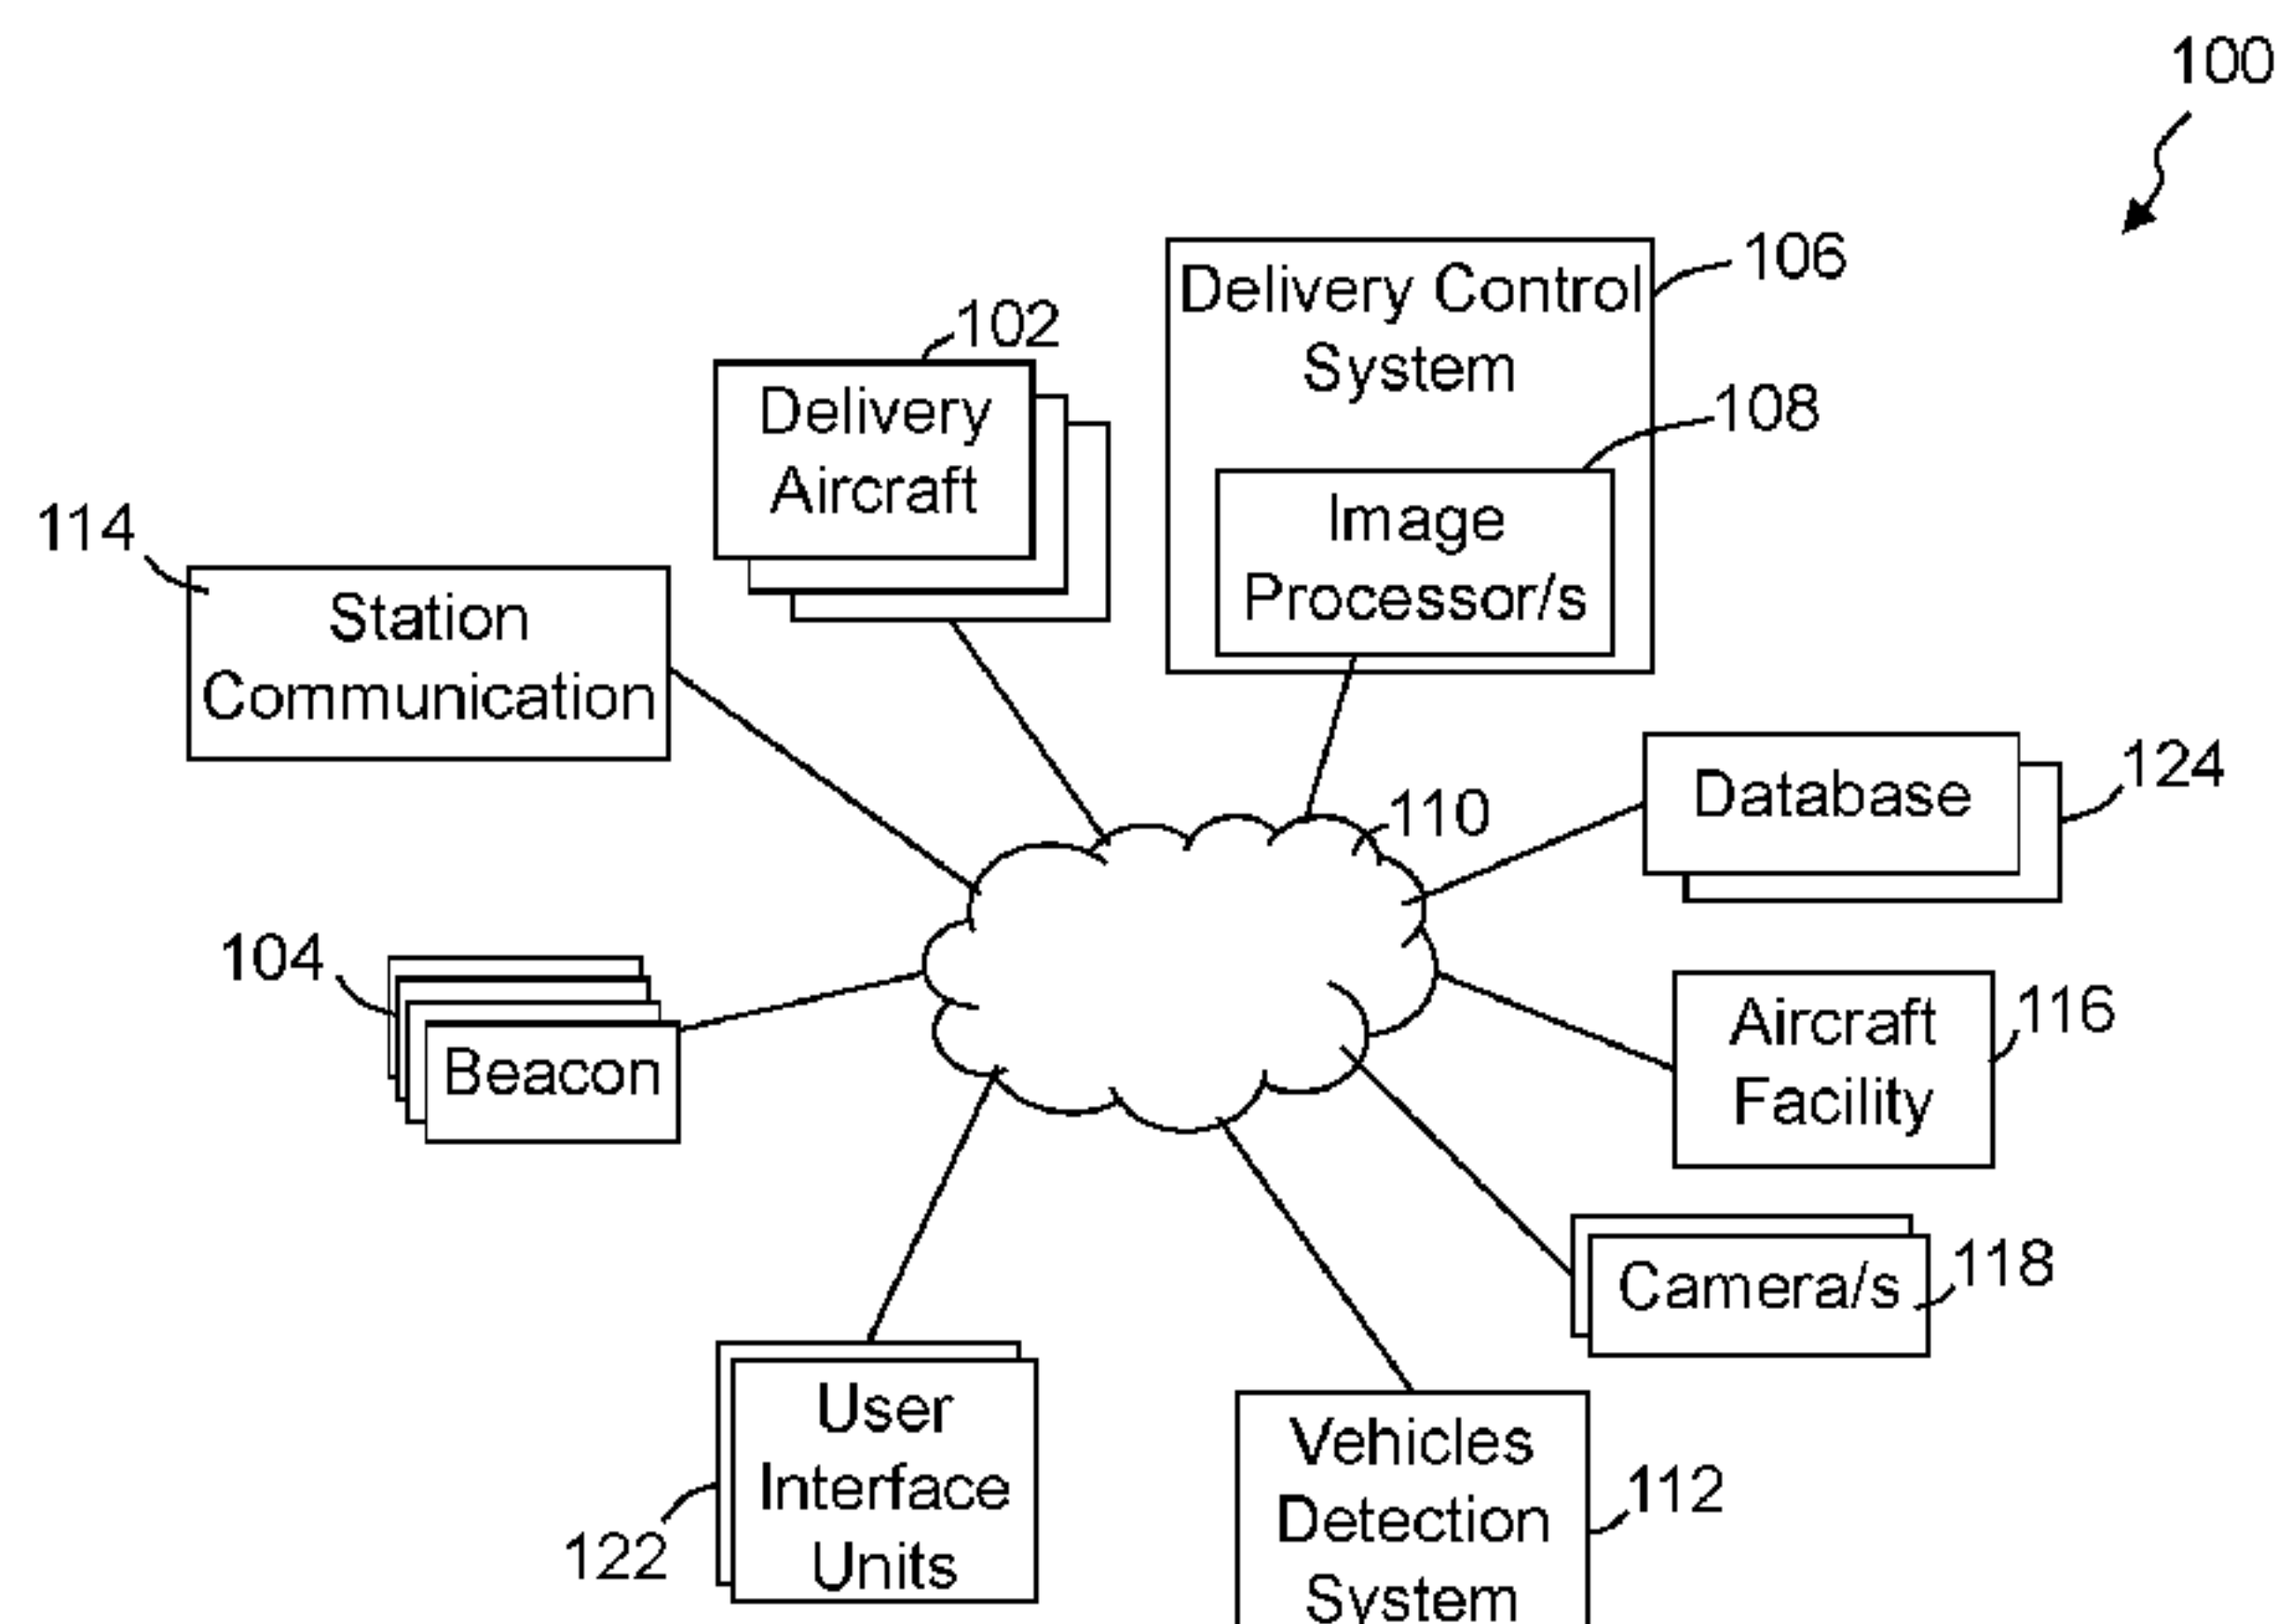 100
106
Delivery Control
System
102
Delivery
Aircraft
108
Image
Processor/s
114
Station
Communication
110
Database
124
104
Beacon
Aircraft
Facility
116
Camera/s
118
User
Interface
Units
122
Vehicles
Detection
System
112